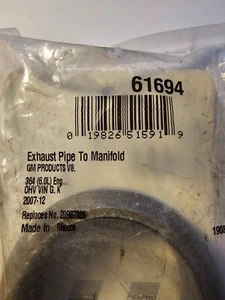 61694
0 19826 51591 9
Exhaust Pipe To Manifold
GM PRODUCTS V8,
364 (6.0L) Eng.,
OHV VIN G, K
2007-12
Replaces No.
Made In Mexico